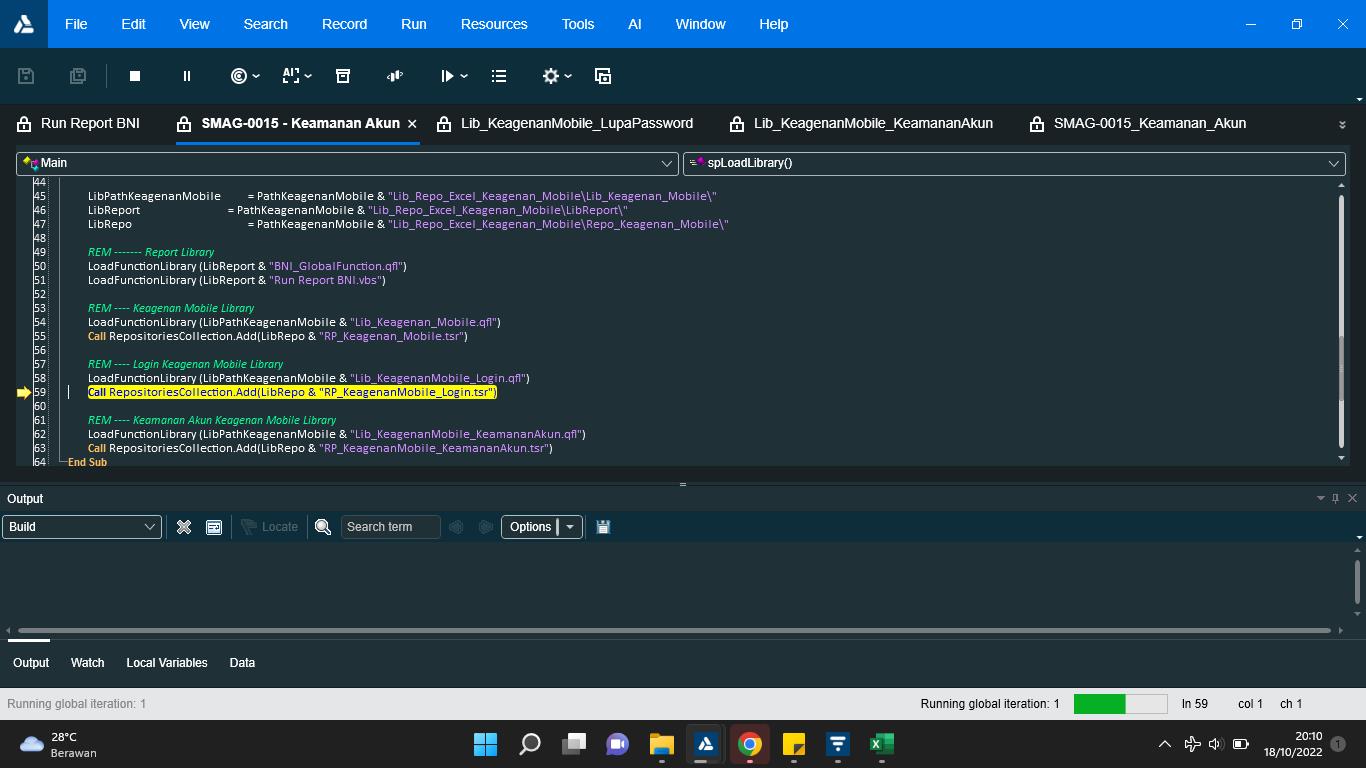 File Edit View Search Record Run Resources Tools AI Window Help
Run Report BNI SMAG-0015 - Keamanan Akun Lib_KeagenanMobile_LupaPassword Lib_KeagenanMobile_KeamananAkun SMAG-0015_Keamanan_Akun
Main spLoadLibrary()
44
45 LibPathKeagenanMobile = PathKeagenanMobile & "Lib_Repo_Excel_Keagenan_Mobile\Lib_Keagenan_Mobile\"
46 LibReport = PathKeagenanMobile & "Lib_Repo_Excel_Keagenan_Mobile\LibReport\"
47 LibRepo = PathKeagenanMobile & "Lib_Repo_Excel_Keagenan_Mobile\Repo_Keagenan_Mobile\"
48
49 REM ------- Report Library
50 LoadFunctionLibrary (LibReport & "BNI_GlobalFunction.qfl")
51 LoadFunctionLibrary (LibReport & "Run Report BNI.vbs")
52
53 REM ---- Keagenan Mobile Library
54 LoadFunctionLibrary (LibPathKeagenanMobile & "Lib_Keagenan_Mobile.qfl")
55 Call RepositoriesCollection.Add(LibRepo & "RP_Keagenan_Mobile.tsr")
56
57 REM ---- Login Keagenan Mobile Library
58 LoadFunctionLibrary (LibPathKeagenanMobile & "Lib_KeagenanMobile_Login.qfl")
59 Call RepositoriesCollection.Add(LibRepo & "RP_KeagenanMobile_Login.tsr")
60
61 REM ---- Keamanan Akun Keagenan Mobile Library
62 LoadFunctionLibrary (LibPathKeagenanMobile & "Lib_KeagenanMobile_KeamananAkun.qfl")
63 Call RepositoriesCollection.Add(LibRepo & "RP_KeagenanMobile_KeamananAkun.tsr")
64 End Sub
Output
Build Locate Search term Options
Output Watch Local Variables Data
Running global iteration: 1 Running global iteration: 1 ln 59 col 1 ch 1
28°C
Berawan
20:10
18/10/2022
1